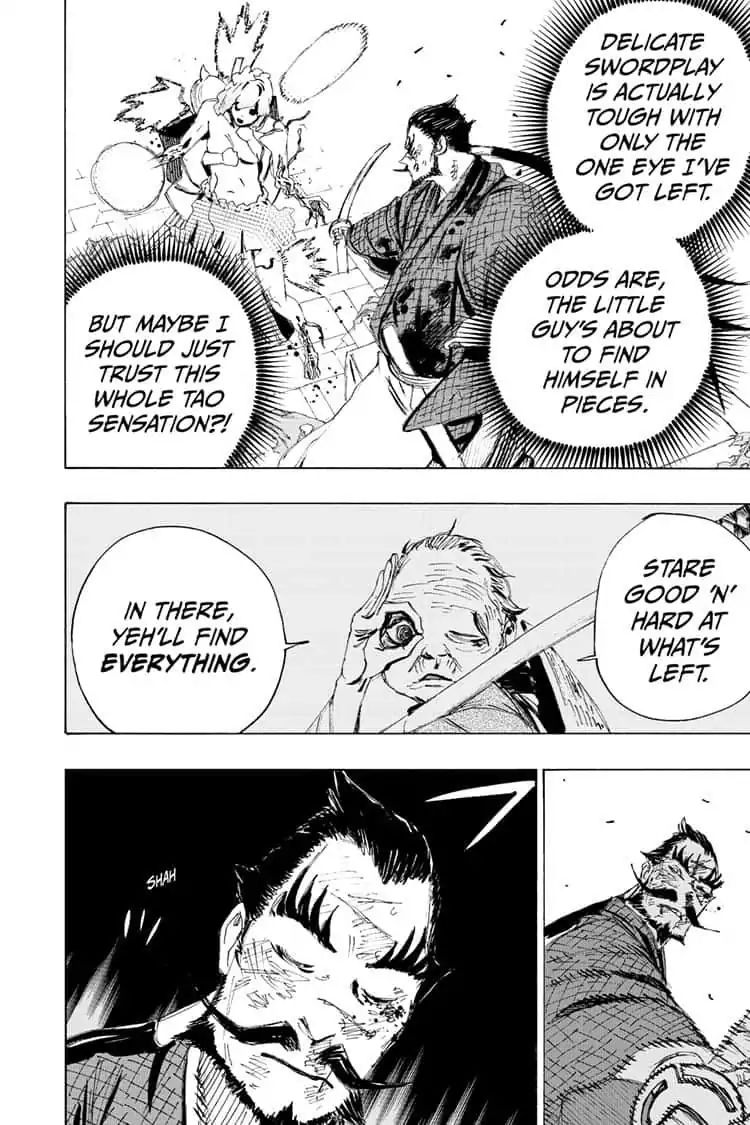 DELICATE
SWORDPLAY
IS ACTUALLY
TOUGH WITH
ONLY THE
ONE EYE I'VE
GOT LEFT.
ODDS ARE,
THE LITTLE
GUY'S ABOUT
TO FIND
HIMSELF IN
PIECES.
BUT MAYBE I
SHOULD JUST
TRUST THIS
WHOLE TAO
SENSATION?!
STARE
GOOD 'N'
HARD AT
WHAT'S
LEFT.
IN THERE,
YEH'LL FIND
EVERYTHING.
SHAH